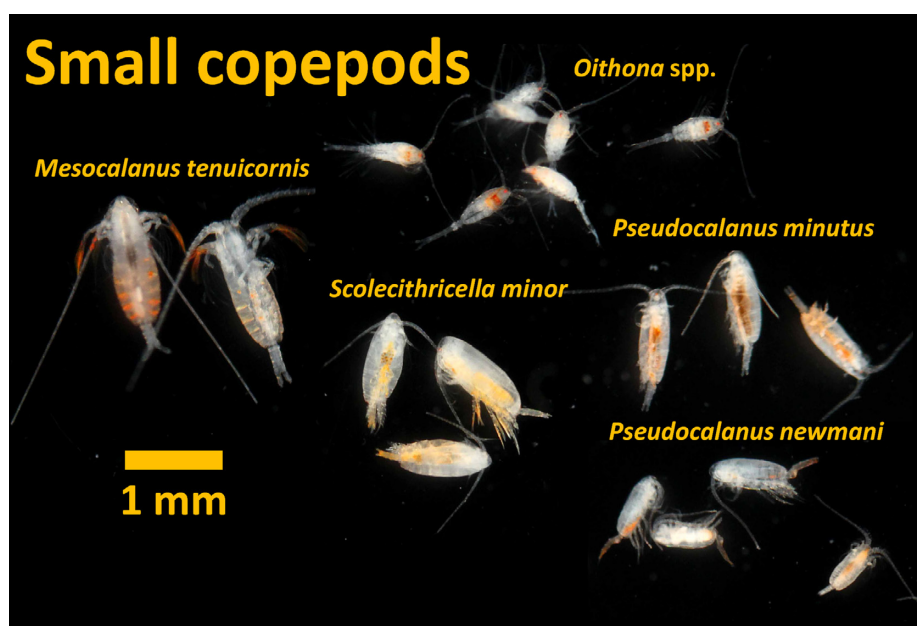 Small copepods
Oithona spp.
Mesocalanus tenuicornis
Pseudocalanus minutus
Scolecithricella minor
Pseudocalanus newmani
1 mm